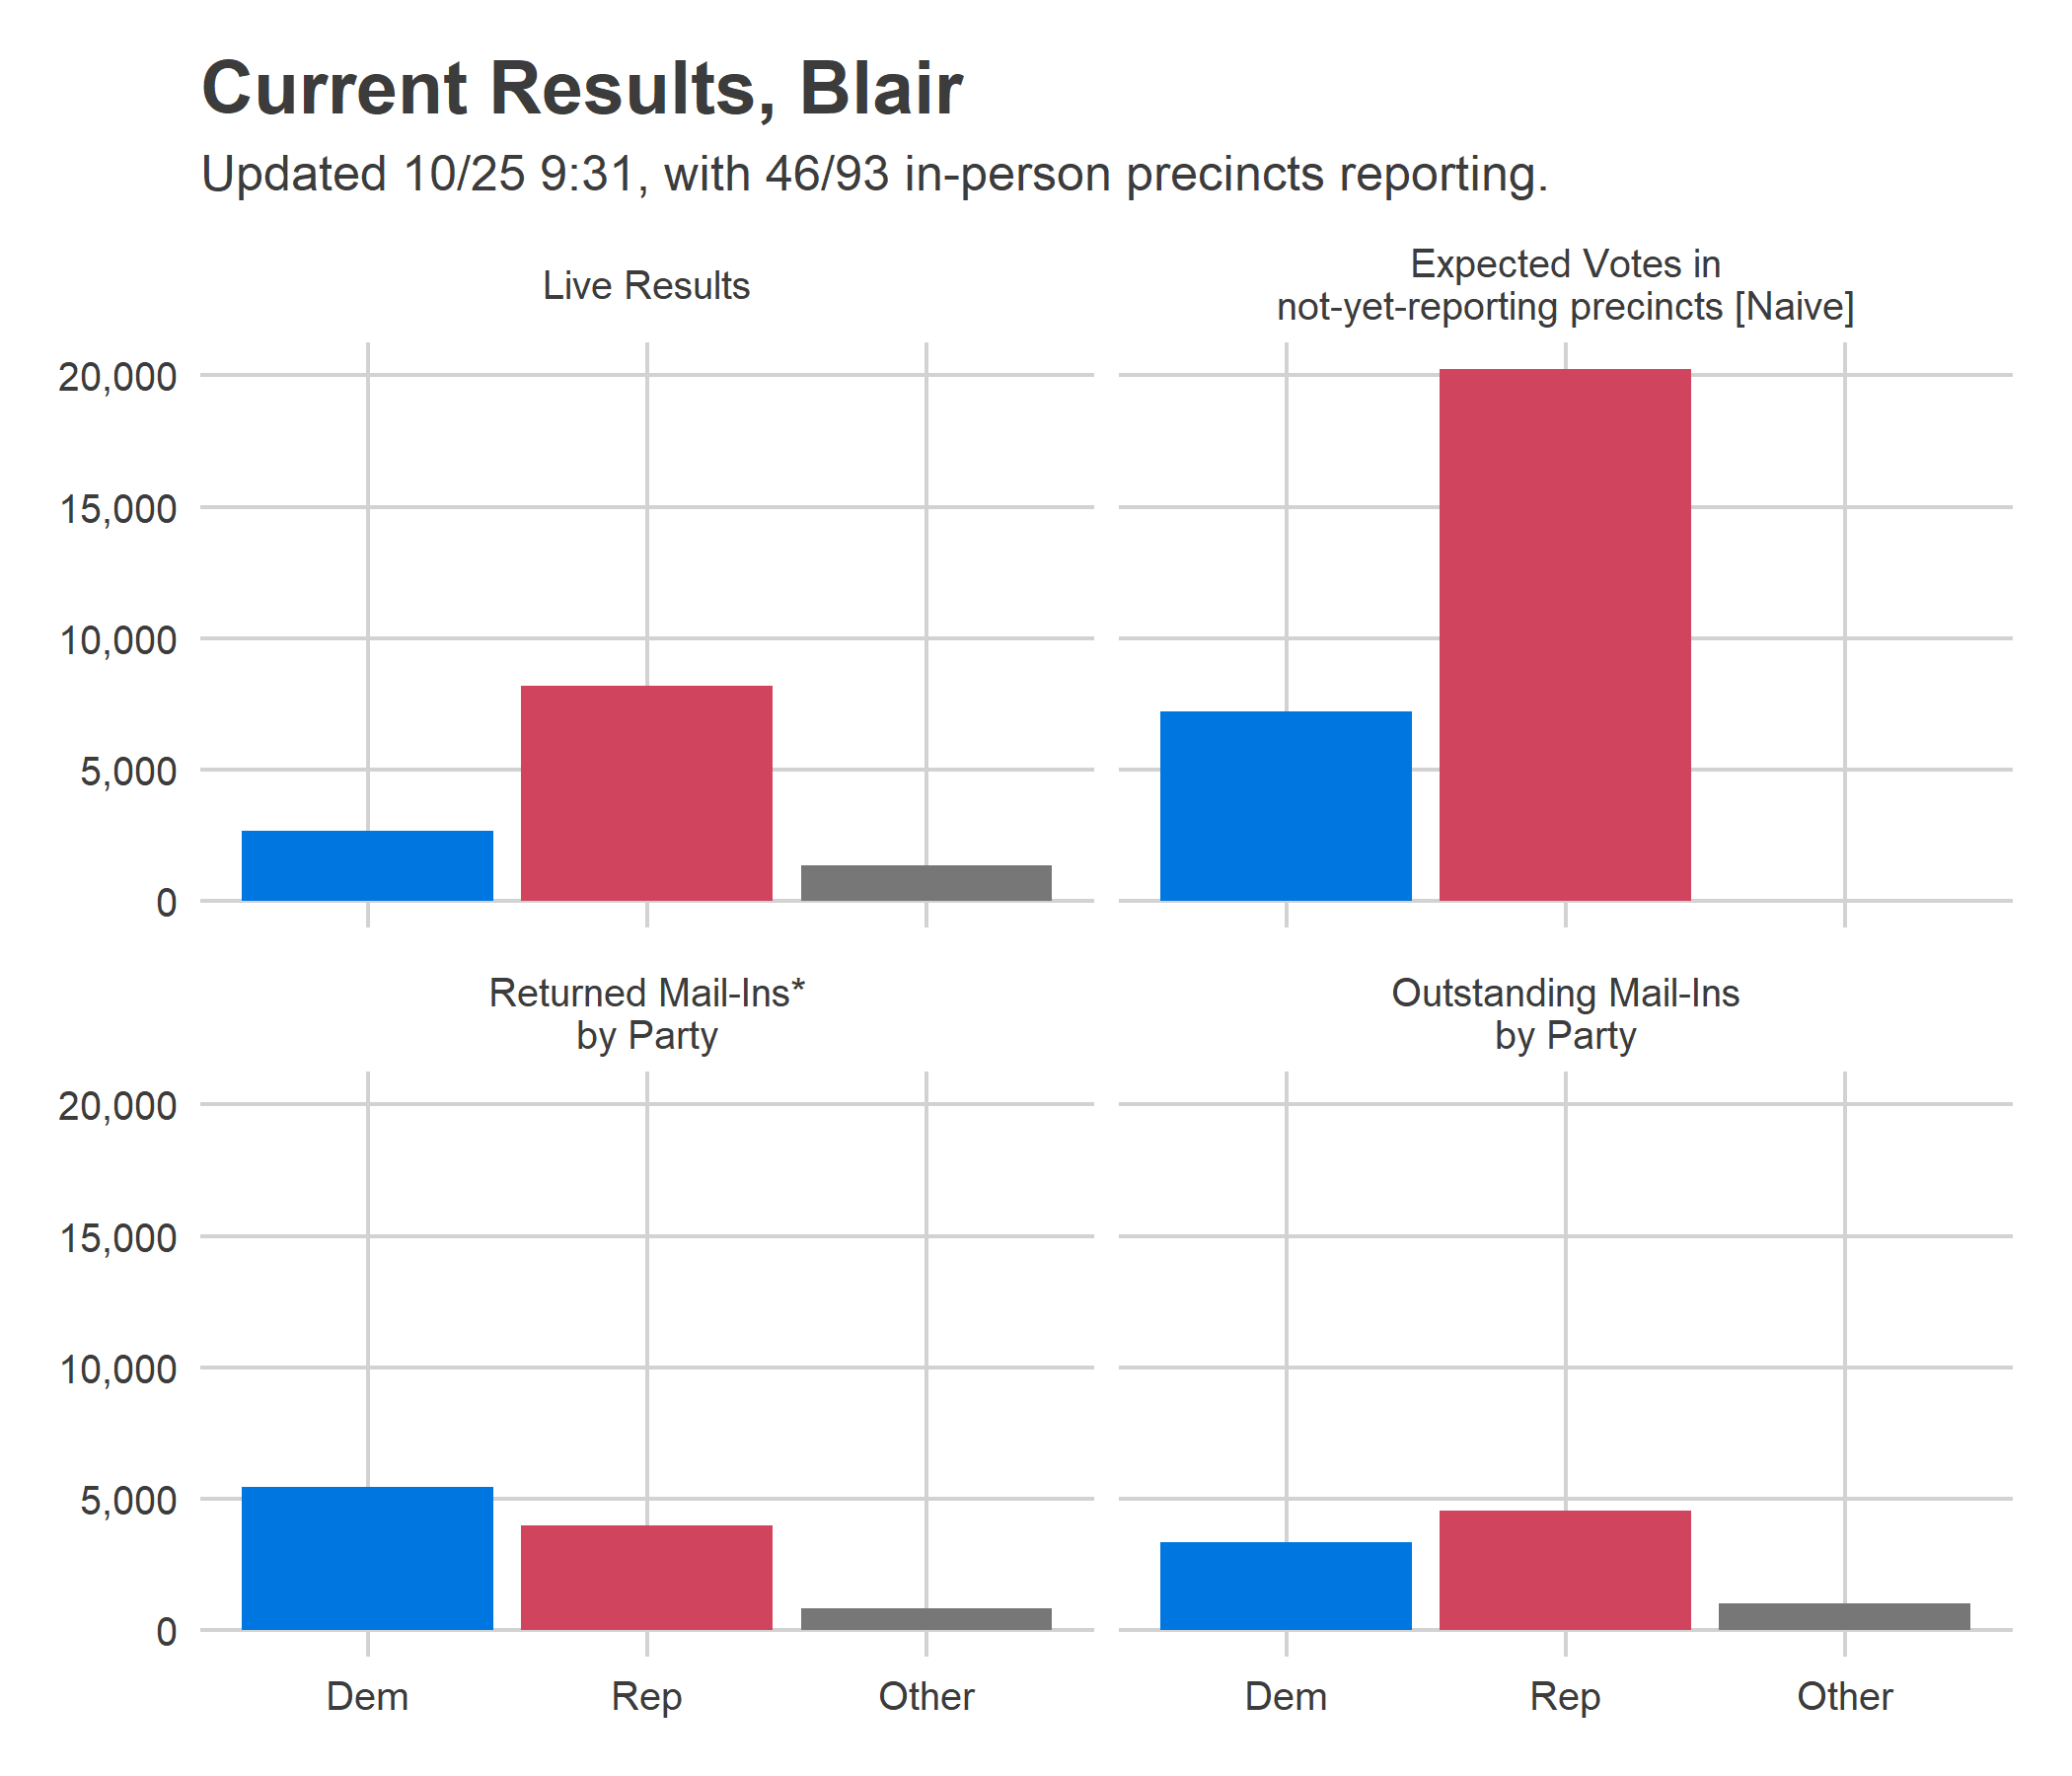 Current Results, Blair
Updated 10/25 9:31, with 46/93 in-person precincts reporting.
Live Results
Expected Votes in
not-yet-reporting precincts [Naive]
20,000
15,000
10,000
5,000
0
Returned Mail-Ins*
by Party
Outstanding Mail-Ins
by Party
20,000
15,000
10,000
5,000
0
Dem
Rep
Other
Dem
Rep
Other